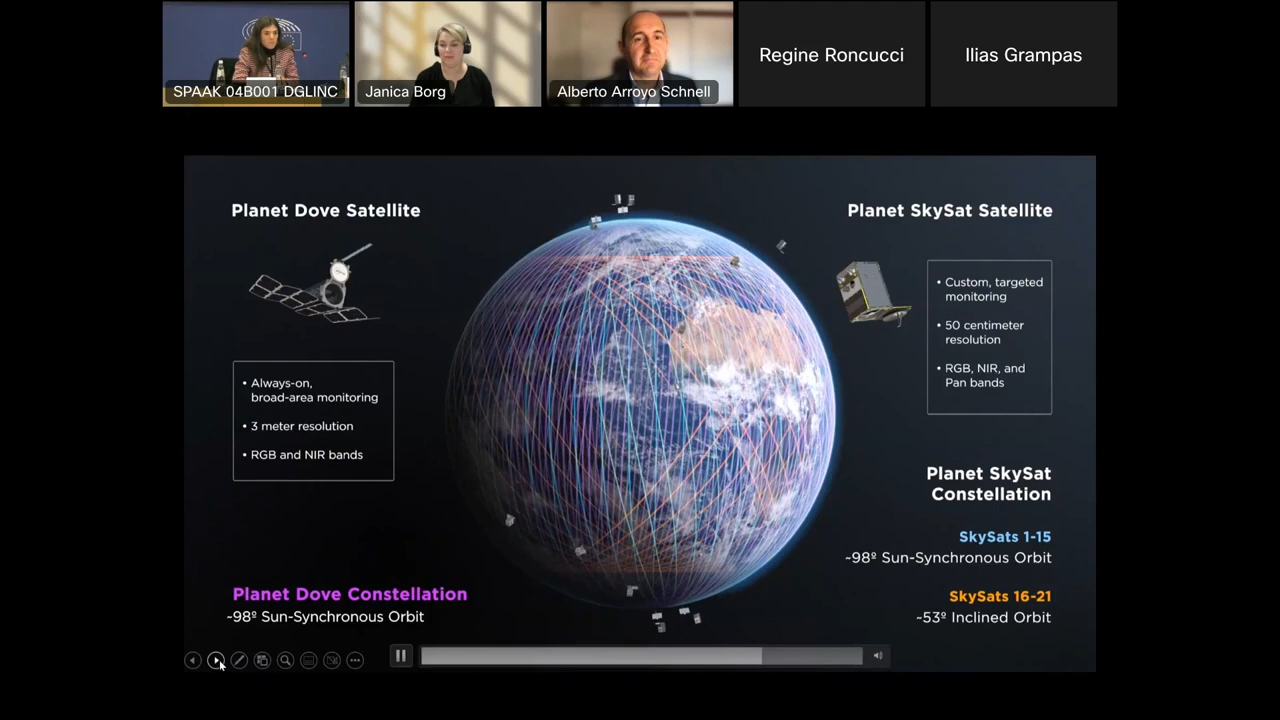 SPAAK 04B001 DGLINC
Janica Borg
Alberto Arroyo Schnell
Regine Roncucci
Ilias Grampas
Planet Dove Satellite
• Always-on,
broad-area monitoring
• 3 meter resolution
• RGB and NIR bands
Planet Dove Constellation
~98º Sun-Synchronous Orbit
Planet SkySat Satellite
• Custom, targeted
monitoring
• 50 centimeter
resolution
• RGB, NIR, and
Pan bands
Planet SkySat
Constellation
SkySats 1-15
~98º Sun-Synchronous Orbit
SkySats 16-21
~53º Inclined Orbit